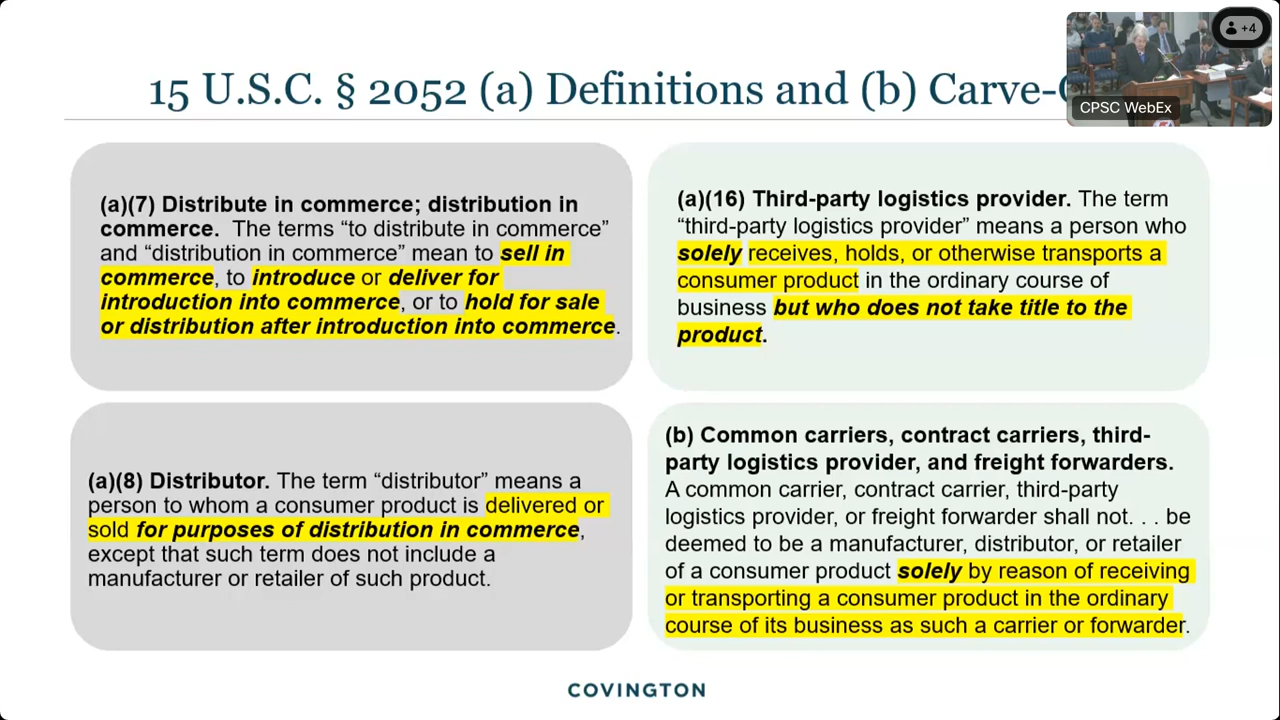 15 U.S.C. § 2052 (a) Definitions and (b) Carve-
+4
CPSC WebEx
(a)(7) Distribute in commerce; distribution in
commerce. The terms “to distribute in commerce”
and “distribution in commerce” mean to sell in
commerce, to introduce or deliver for
introduction into commerce, or to hold for sale
or distribution after introduction into commerce.
(a)(16) Third-party logistics provider. The term
“third-party logistics provider” means a person who
solely receives, holds, or otherwise transports a
consumer product in the ordinary course of
business but who does not take title to the
product.
(a)(8) Distributor. The term “distributor” means a
person to whom a consumer product is delivered or
sold for purposes of distribution in commerce,
except that such term does not include a
manufacturer or retailer of such product.
(b) Common carriers, contract carriers, third-
party logistics provider, and freight forwarders.
A common carrier, contract carrier, third-party
logistics provider, or freight forwarder shall not. . . be
deemed to be a manufacturer, distributor, or retailer
of a consumer product solely by reason of receiving
or transporting a consumer product in the ordinary
course of its business as such a carrier or forwarder.
COVINGTON